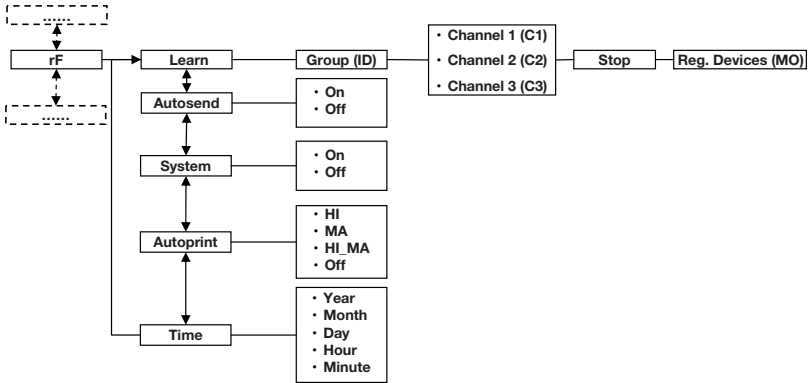 ......
rF
......
Learn
Group (ID)
• Channel 1 (C1)
• Channel 2 (C2)
• Channel 3 (C3)
Stop
Reg. Devices (MO)
Autosend
• On
• Off
System
• On
• Off
Autoprint
• HI
• MA
• HI_MA
• Off
Time
• Year
• Month
• Day
• Hour
• Minute